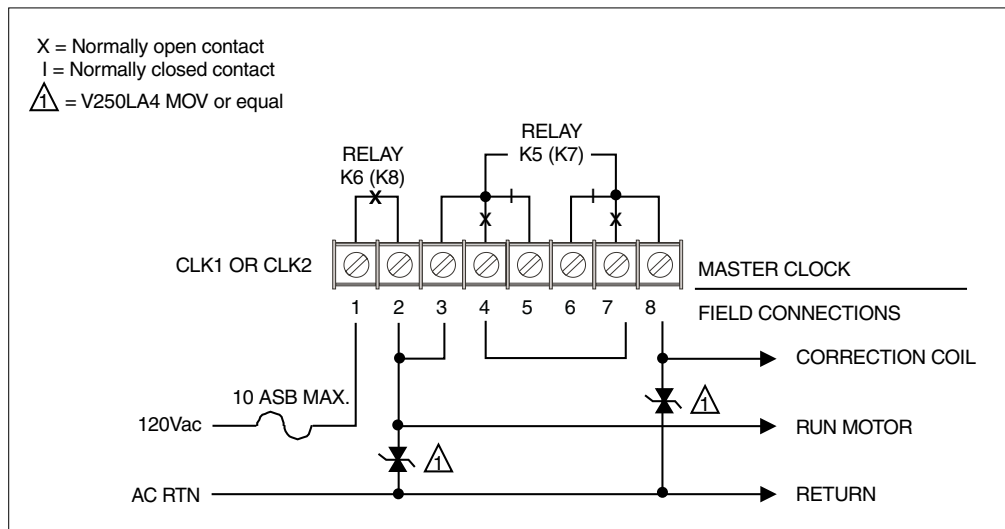 X = Normally open contact
I = Normally closed contact
1 = V250LA4 MOV or equal
RELAY
K6 (K8)
RELAY
K5 (K7)
X
I
I
X
X
CLK1 OR CLK2
MASTER CLOCK
1 2 3 4 5 6 7 8
FIELD CONNECTIONS
CORRECTION COIL
10 ASB MAX.
1
120Vac
RUN MOTOR
1
AC RTN
RETURN